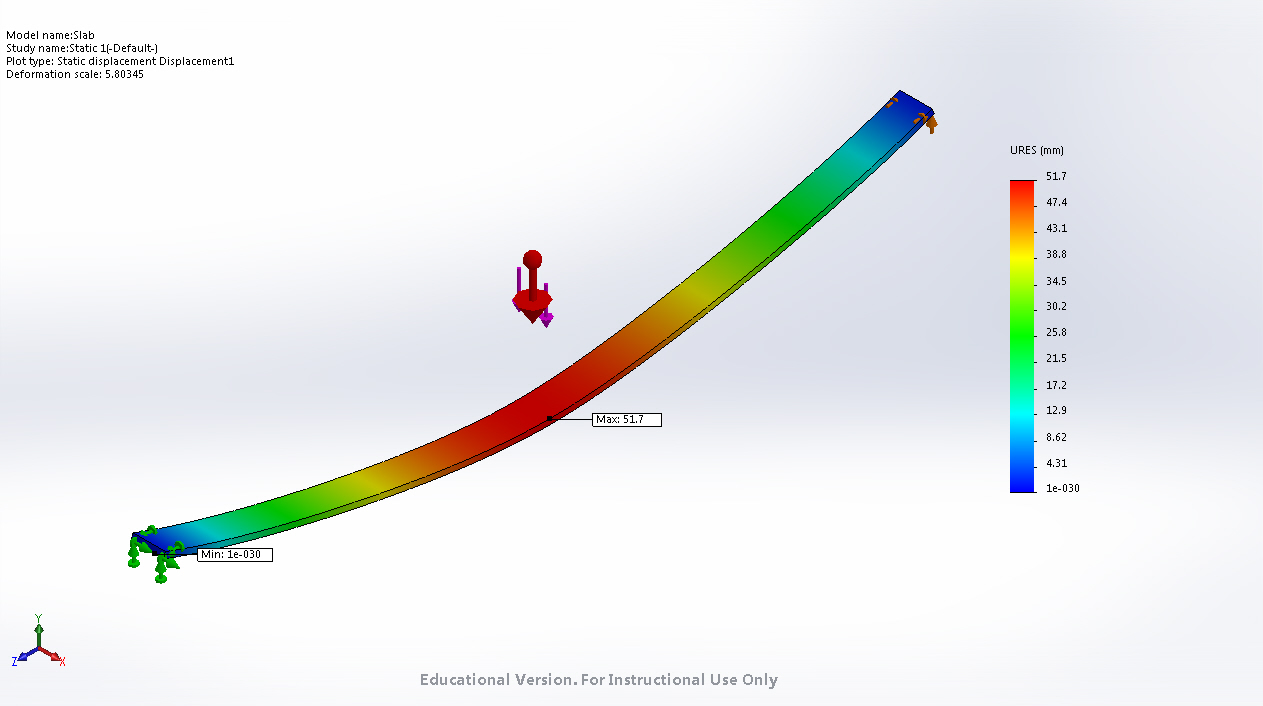 Model name:Slab
Study name:Static 1(-Default-)
Plot type: Static displacement Displacement1
Deformation scale: 5.80345
URES (mm)
51.7
47.4
43.1
38.8
34.5
30.2
25.8
21.5
17.2
12.9
8.62
4.31
1e-030
Max: 51.7
Min: 1e-030
Y
Z
X
Educational Version. For Instructional Use Only